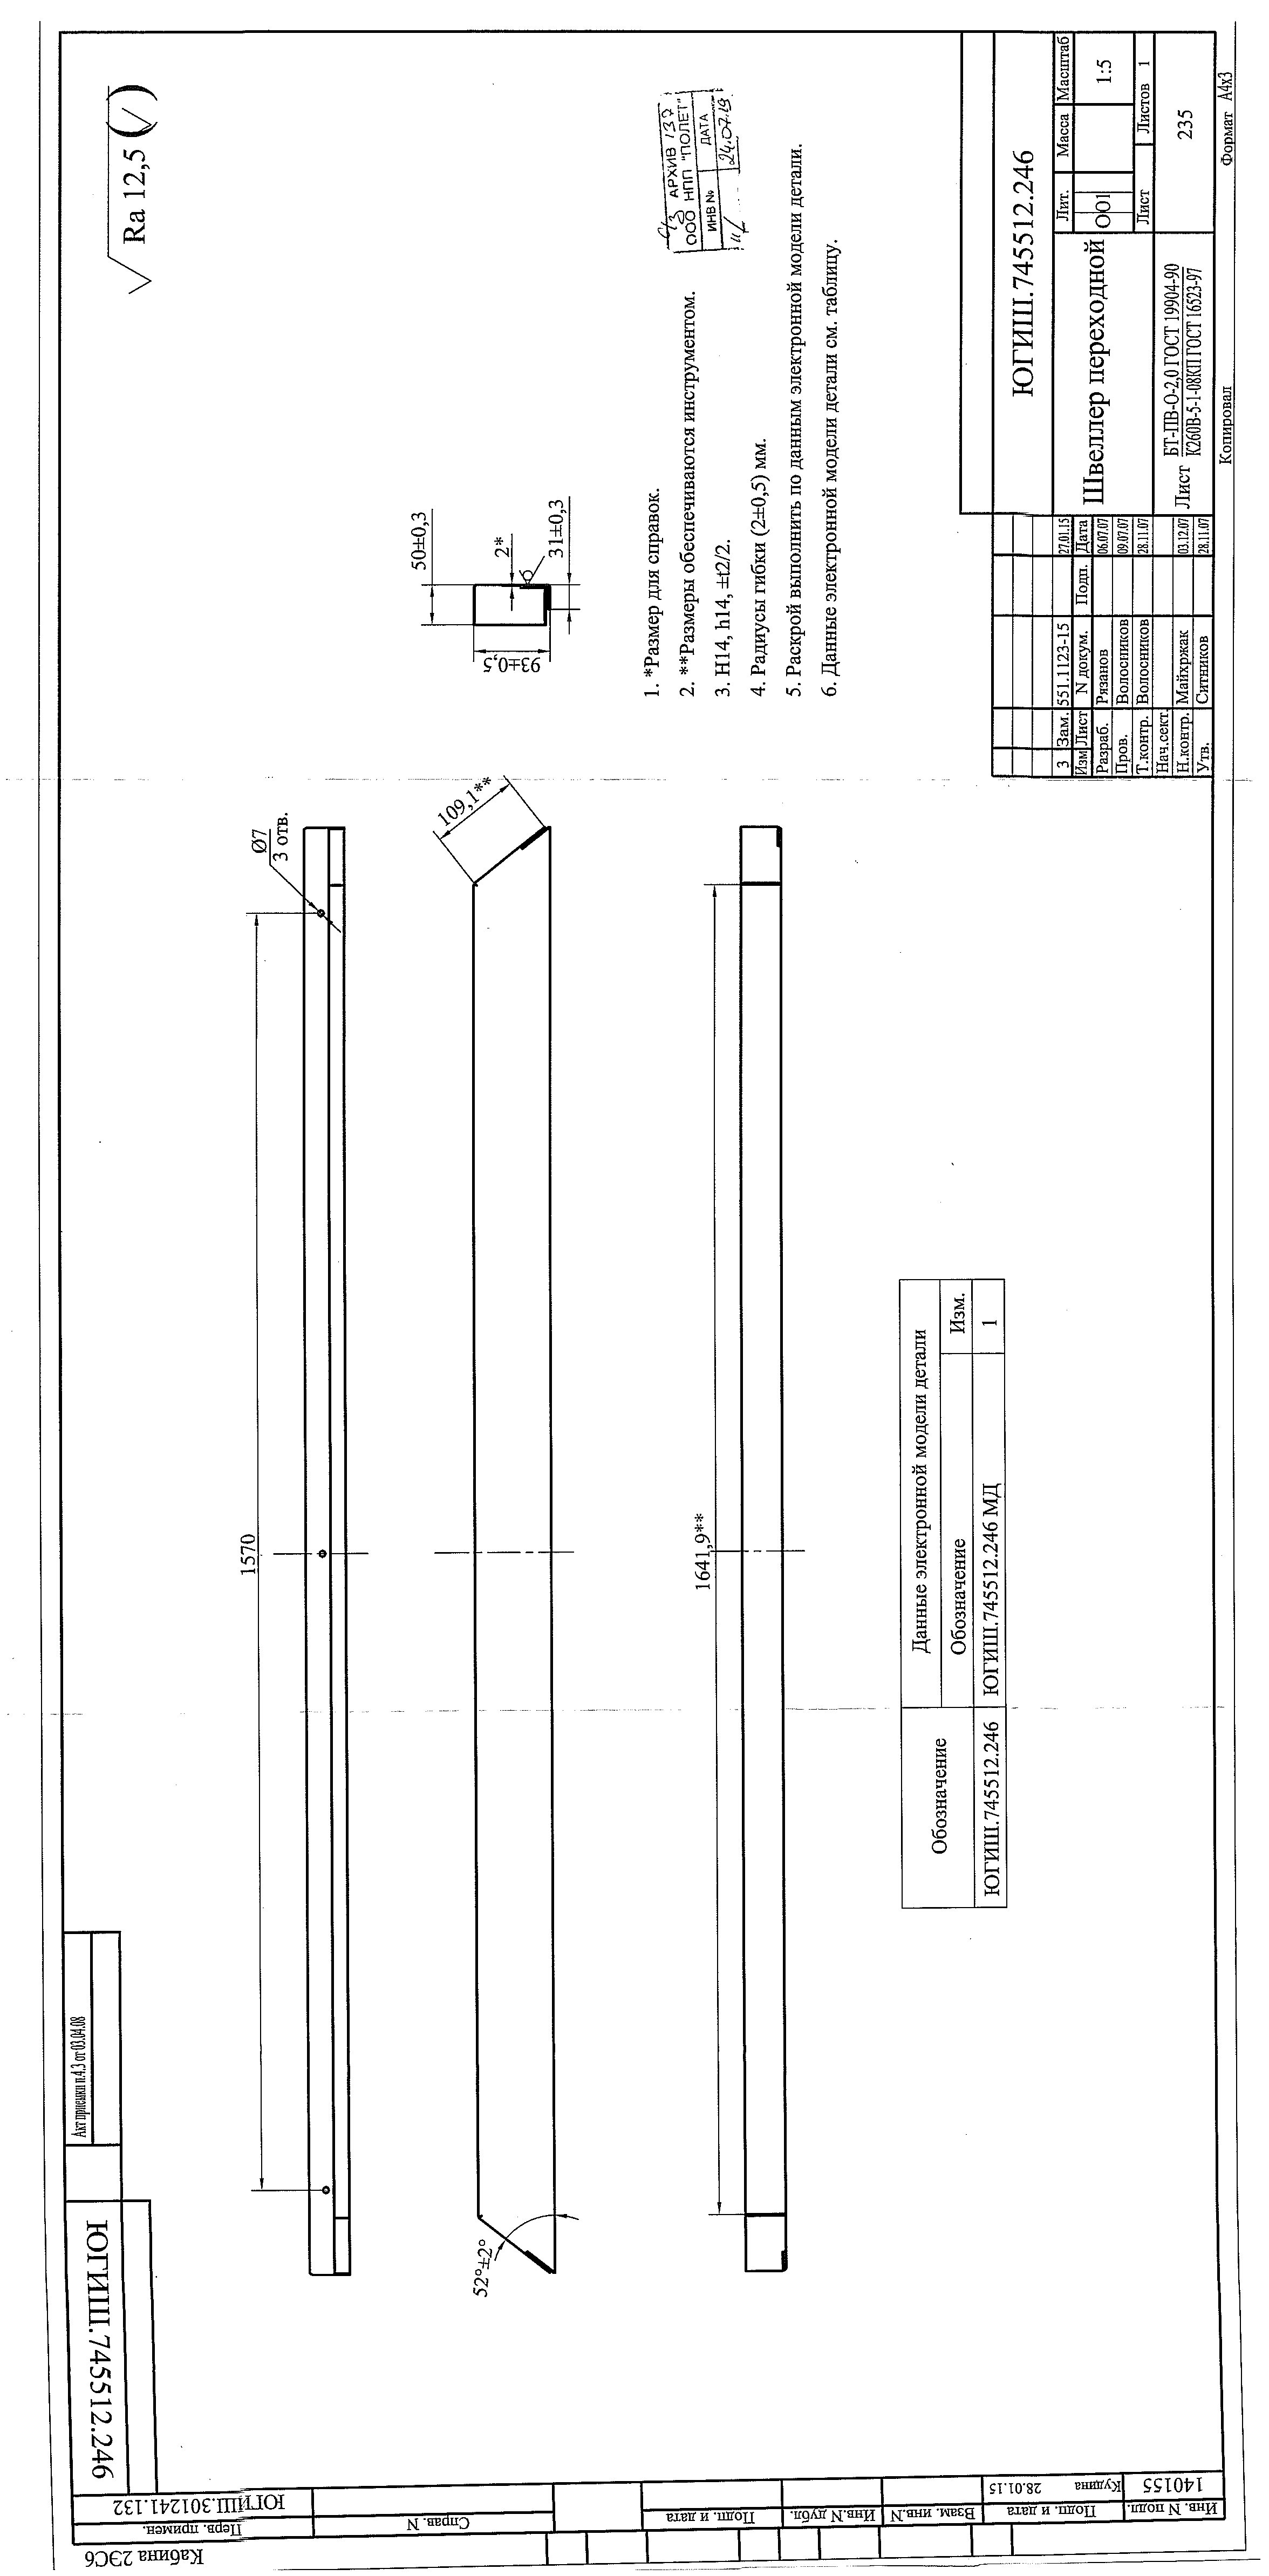 ЮГИШ.745512.246
Акт приемки п.4.3 от 03.04.08
Ra 12,5 (√)
Кабина 2ЭС6
Перв. примен.
ЮГИШ.301241.132
Справ. N
Подп. и дата
Инв.N дубл.
Взам. инв.N
Подп. и дата
Кудина 28.01.15
Инв. N подл.
140155
1570
Ø7
3 отв.
52°±2°
109,1**
1641,9**
50±0,3
2*
31±0,3
93±0,5
1. *Размер для справок.
2. **Размеры обеспечиваются инструментом.
3. H14, h14, ±t2/2.
4. Радиусы гибки (2±0,5) мм.
5. Раскрой выполнить по данным электронной модели детали.
6. Данные электронной модели детали см. таблицу.
АРХИВ 132
ООО НПП "ПОЛЕТ"
ИНВ № ДАТА
24.07.19
Обозначение Данные электронной модели детали
Обозначение Изм.
ЮГИШ.745512.246 ЮГИШ.745512.246 МД 1
ЮГИШ.745512.246
3 Зам. 551.1123-15 27.01.15
Изм Лист N докум. Подп. Дата
Разраб. Рязанов 06.07.07
Пров. Волосников 09.07.07
Т.контр. Волосников 28.11.07
Нач.сект.
Н.контр. Майхржак 03.12.07
Утв. Ситников 28.11.07
Швеллер переходной
Лит. Масса Масштаб
О О1 1:5
Лист Листов 1
Лист БТ-ПВ-О-2,0 ГОСТ 19904-90
К260В-5-1-08КП ГОСТ 16523-97
235
Копировал Формат А4х3